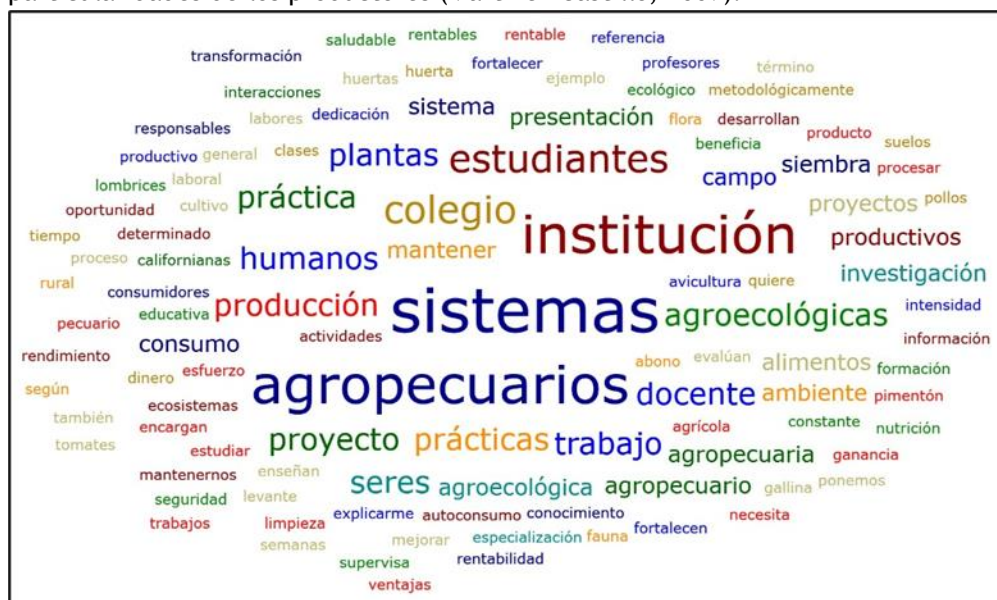 los productores
saludable rentables rentable referencia
transformación huertas huerta fortalecer ejemplo profesores término
interacciones ecológico metodológicamente
labores dedicación sistema presentación flora desarrollan
responsables beneficia producto suelos
productivo general clases plantas estudiantes campo siembra procesar
lombrices laboral práctica colegio proyectos pollos
oportunidad cultivo
tiempo determinado mantener institución productivos
proceso californianas humanos
rural avicultura quiere investigación
consumidores producción sistemas agroecológicas intensidad
pecuario educativa actividades información
rendimiento consumo abono evalúan alimentos formación
según dinero esfuerzo agropecuarios docente ambiente pimentón
también ecosistemas
tomates encargan proyecto prácticas trabajo agrícola constante nutrición
estudiar agropecuaria ganancia
mantenernos enseñan seres agroecológica agropecuario gallina ponemos
seguridad levante
trabajos limpieza explicarme autoconsumo conocimiento fortalecen necesita
semanas mejorar especialización fauna
supervisa rentabilidad
ventajas